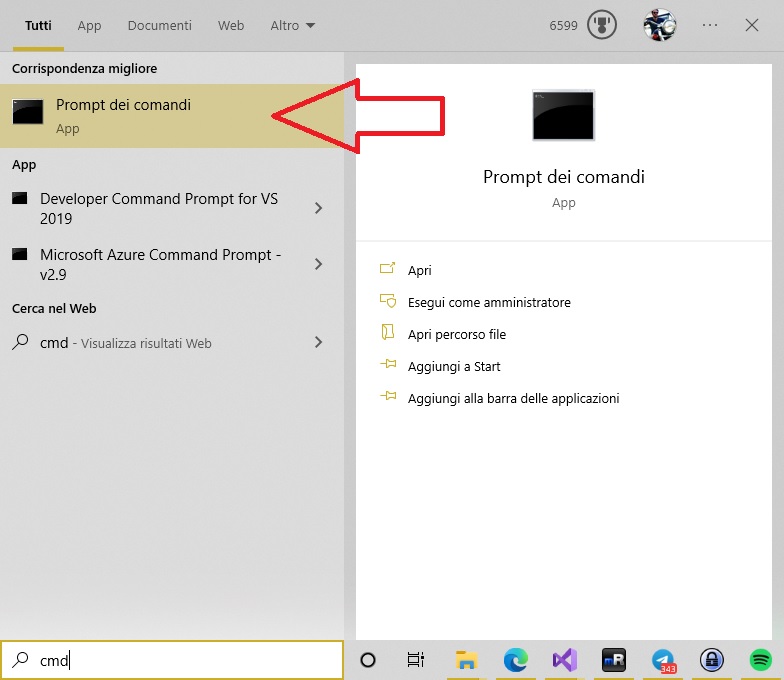 Tutti App Documenti Web Altro 6599 ...
Corrispondenza migliore
Prompt dei comandi
App
App
Developer Command Prompt for VS
2019
Microsoft Azure Command Prompt -
v2.9
Cerca nel Web
cmd - Visualizza risultati Web
Prompt dei comandi
App
Apri
Esegui come amministratore
Apri percorso file
Aggiungi a Start
Aggiungi alla barra delle applicazioni
cmd
R
343